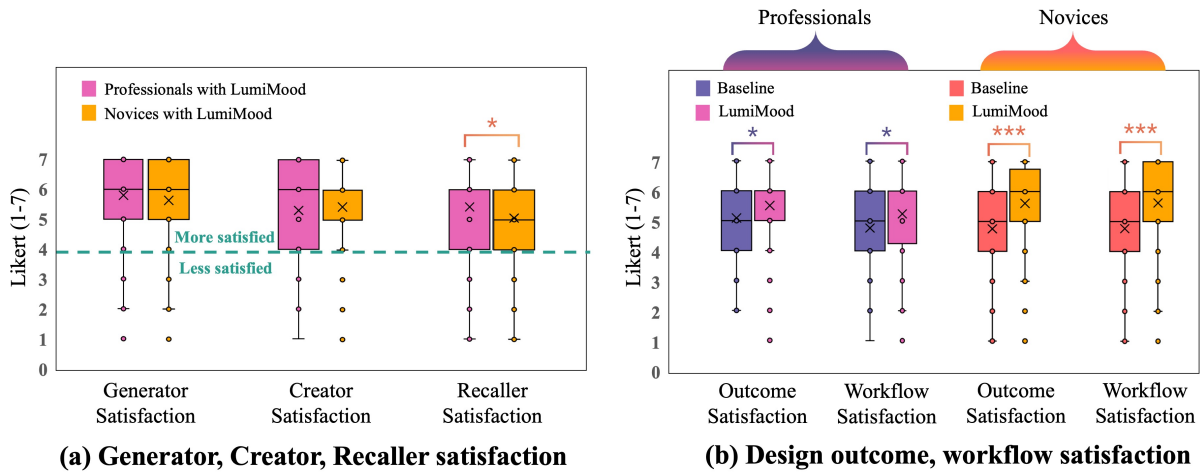 Professionals with LumiMood
Novices with LumiMood
*
Likert (1-7)
7
6
5
4
3
2
1
0
More satisfied
Less satisfied
Generator
Satisfaction
Creator
Satisfaction
Recaller
Satisfaction
(a) Generator, Creator, Recaller satisfaction
Professionals
Novices
Baseline
LumiMood
Baseline
LumiMood
*
*
***
***
Likert (1-7)
7
6
5
4
3
2
1
0
Outcome
Satisfaction
Workflow
Satisfaction
Outcome
Satisfaction
Workflow
Satisfaction
(b) Design outcome, workflow satisfaction